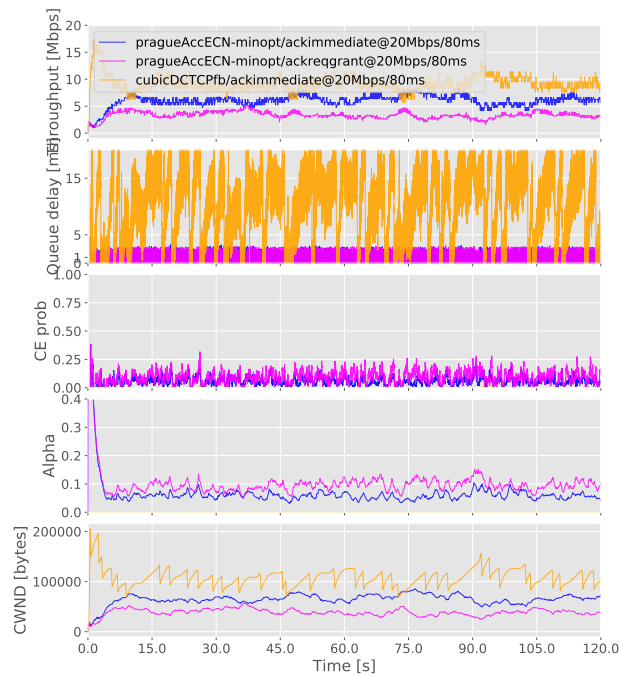 20
15
10
5
0
Throughput [Mbps]
pragueAccECN-minopt/ackimmediate@20Mbps/80ms
pragueAccECN-minopt/ackreqgrant@20Mbps/80ms
cubicDCTCPfb/ackimmediate@20Mbps/80ms
15
5
1
0
Queue delay [ms]
1.00
0.75
0.50
0.25
0.00
CE prob
0.4
0.3
0.2
0.1
0.0
Alpha
200000
100000
0
CWND [bytes]
0.0 15.0 30.0 45.0 60.0 75.0 90.0 105.0 120.0
Time [s]